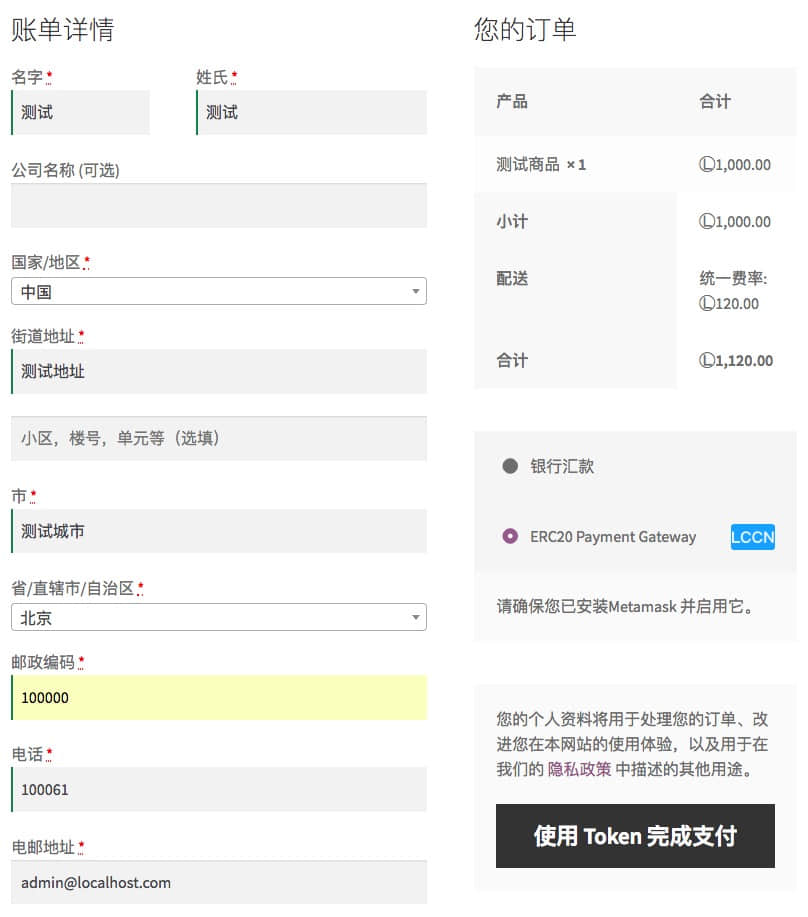 账单详情
名字 *
姓氏 *
测试
测试
公司名称 (可选)
国家/地区 *
中国
街道地址 *
测试地址
小区，楼号，单元等（选填）
市 *
测试城市
省/直辖市/自治区 *
北京
邮政编码 *
100000
电话 *
100061
电邮地址 *
admin@localhost.com
您的订单
产品 合计
测试商品 × 1 Ⓛ1,000.00
小计 Ⓛ1,000.00
配送 统一费率:
Ⓛ120.00
合计 Ⓛ1,120.00
银行汇款
ERC20 Payment Gateway LCCN
请确保您已安装Metamask 并启用它。
您的个人资料将用于处理您的订单、改
进您在本网站的使用体验，以及用于在
我们的 隐私政策 中描述的其他用途。
使用 Token 完成支付